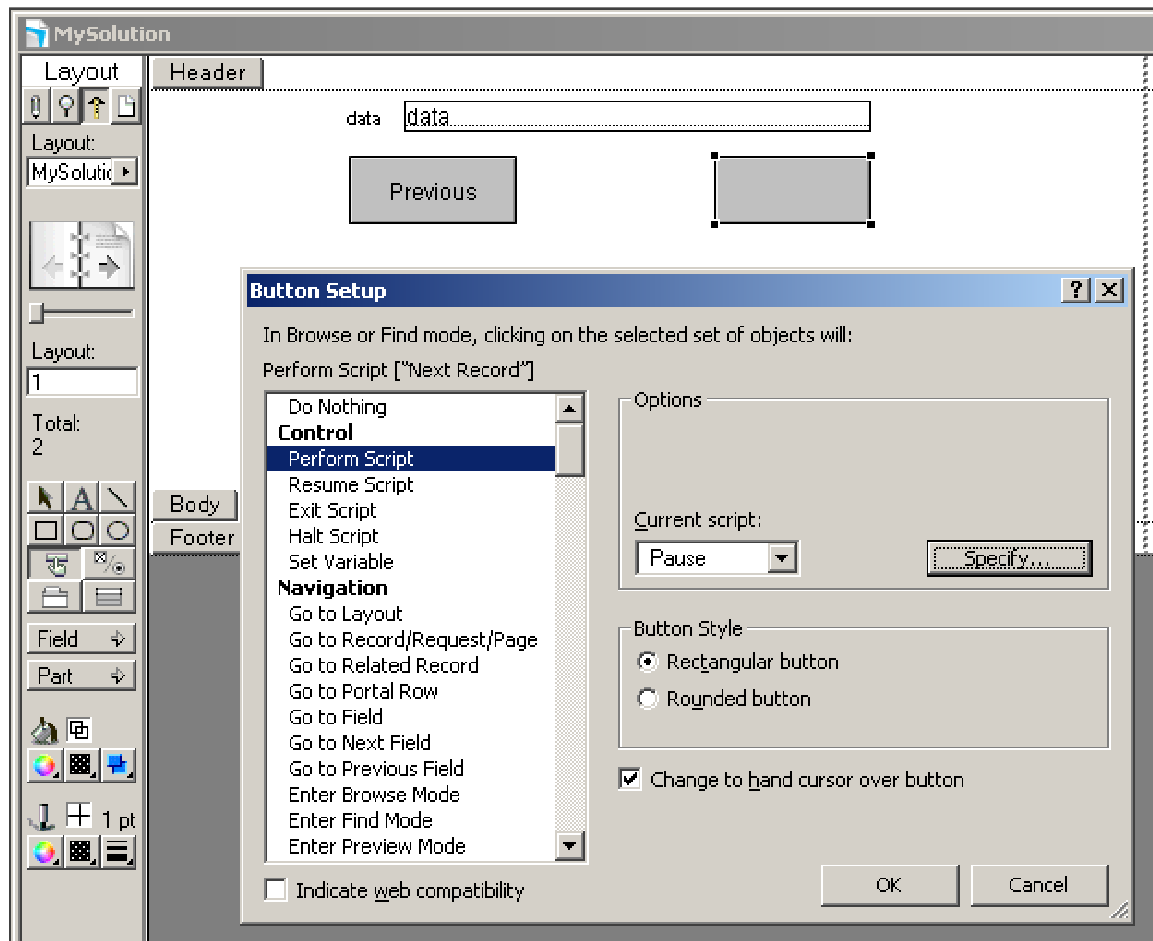 MySolution
Layout
Header
data
data
Layout:
MySolutic
Previous
Layout:
1
Total:
2
Body
Footer
Field
Part
1 pt
Button Setup
In Browse or Find mode, clicking on the selected set of objects will:
Perform Script ["Next Record"]
Do Nothing
Control
Perform Script
Resume Script
Exit Script
Halt Script
Set Variable
Navigation
Go to Layout
Go to Record/Request/Page
Go to Related Record
Go to Portal Row
Go to Field
Go to Next Field
Go to Previous Field
Enter Browse Mode
Enter Find Mode
Enter Preview Mode
Indicate web compatibility
Options
Current script:
Pause
Specify...
Button Style
Rectangular button
Rounded button
Change to hand cursor over button
OK
Cancel